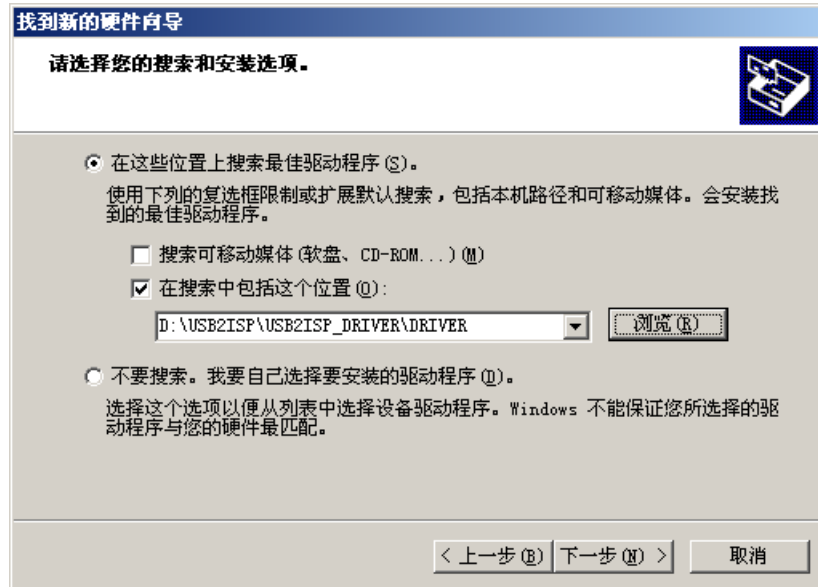 找到新的硬件向导
请选择您的搜索和安装选项。
在这些位置上搜索最佳驱动程序(S)。
使用下列的复选框限制或扩展默认搜索，包括本机路径和可移动媒体。会安装找
到的最佳驱动程序。
搜索可移动媒体(软盘、CD-ROM...)(M)
在搜索中包括这个位置(O):
D:\USB2ISP\USB2ISP_DRIVER\DRIVER
浏览(R)
不要搜索。我要自己选择要安装的驱动程序(D)。
选择这个选项以便从列表中选择设备驱动程序。Windows 不能保证您所选择的驱
动程序与您的硬件最匹配。
< 上一步(B) 下一步(N) > 取消